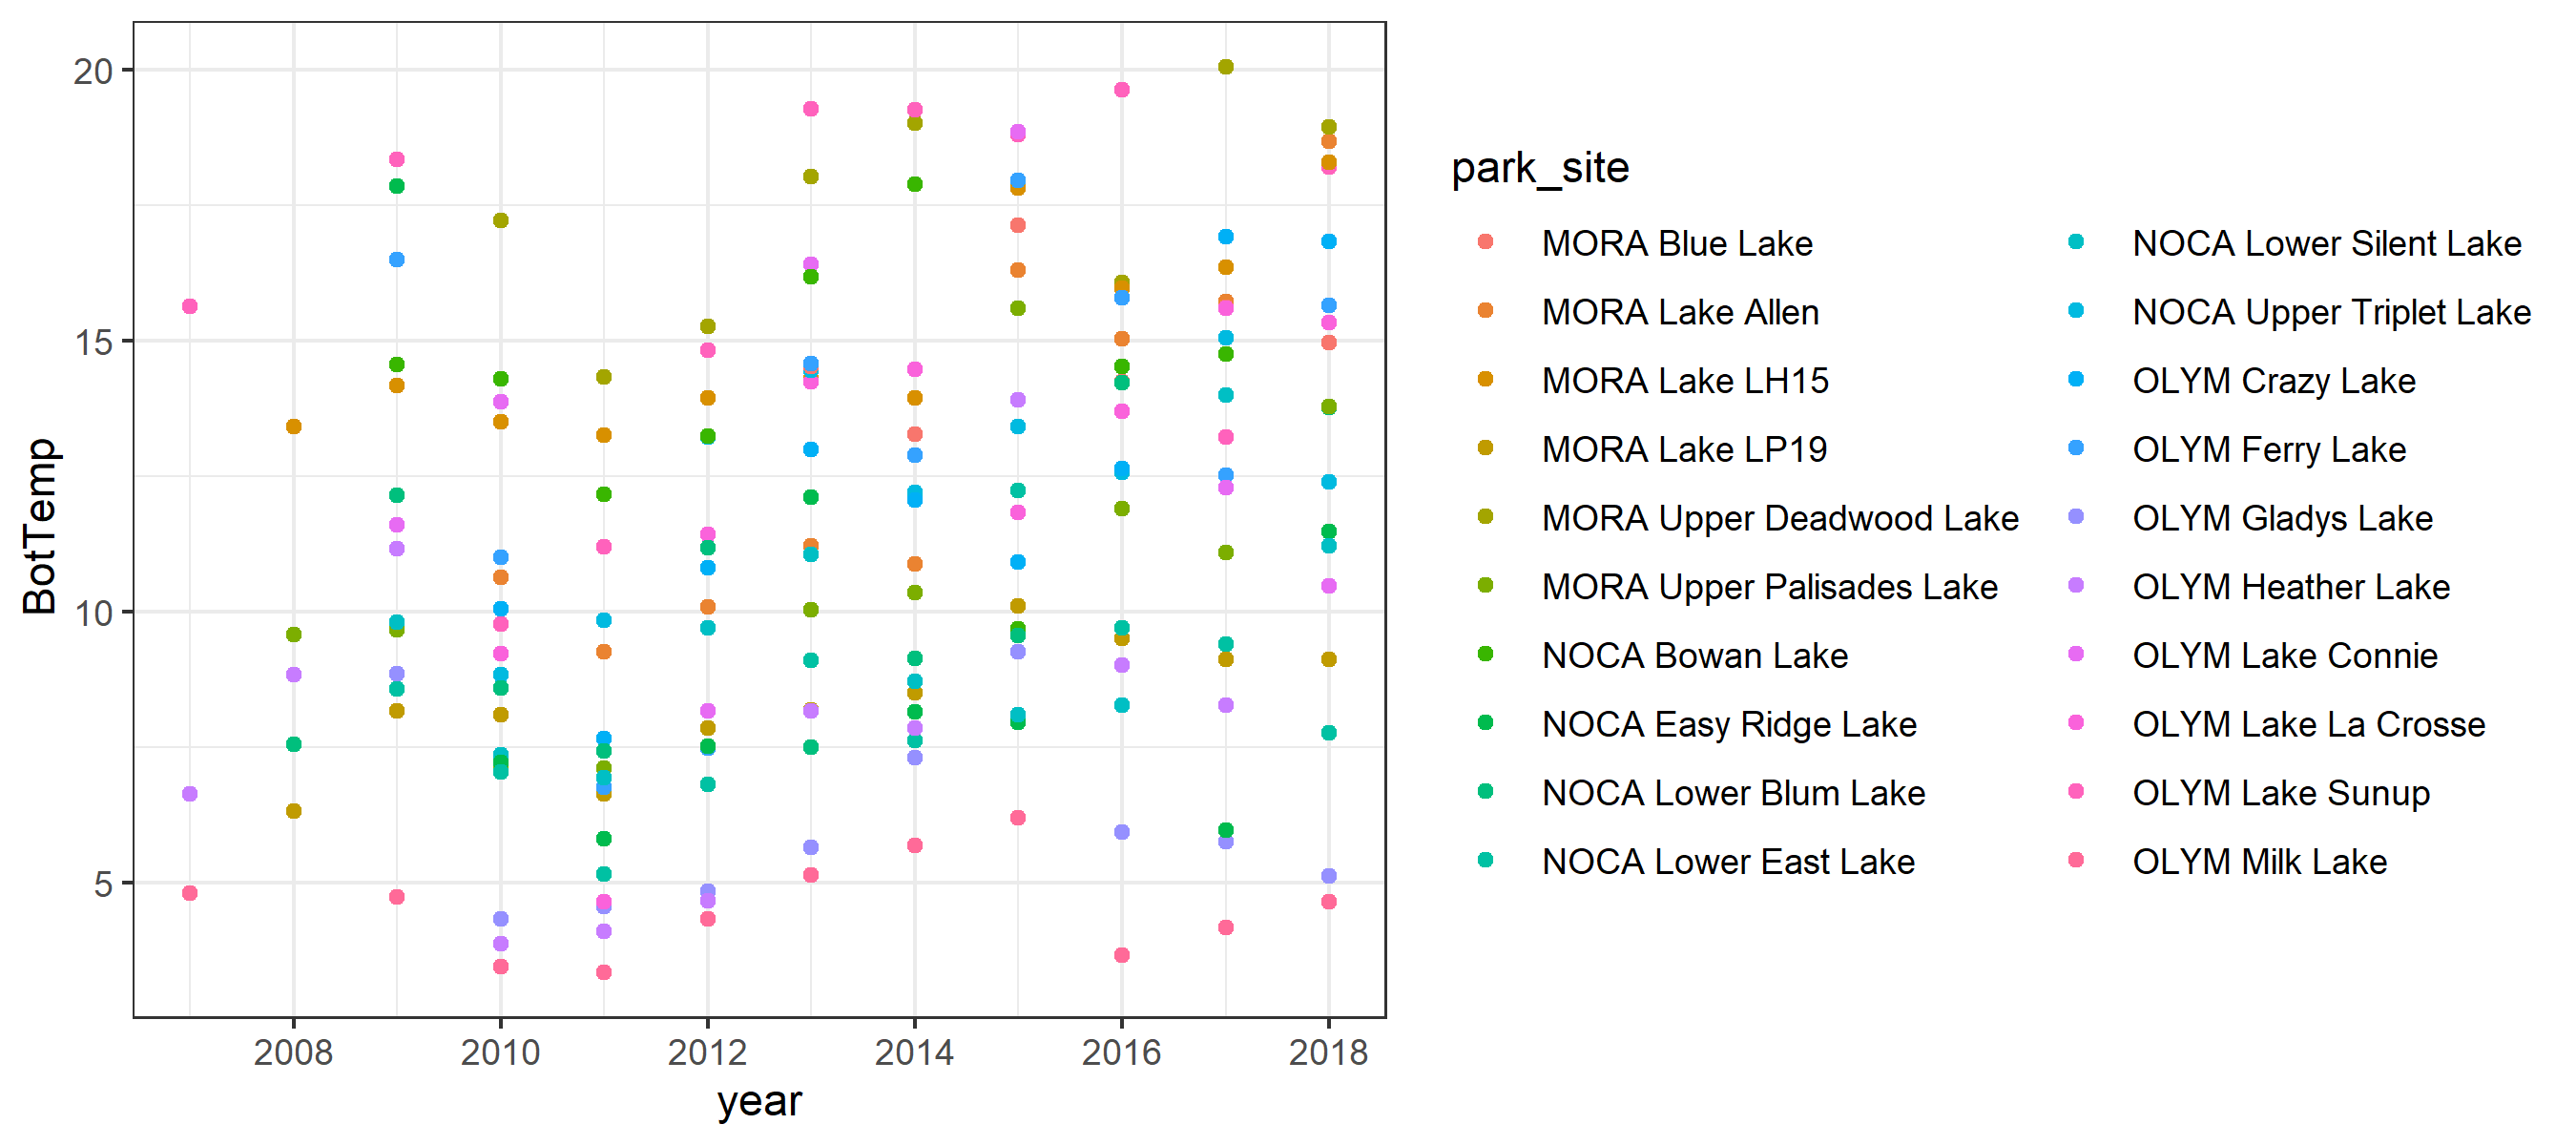 BotTemp
20
15
10
5
2008 2010 2012 2014 2016 2018
year
park_site
MORA Blue Lake
MORA Lake Allen
MORA Lake LH15
MORA Lake LP19
MORA Upper Deadwood Lake
MORA Upper Palisades Lake
NOCA Bowan Lake
NOCA Easy Ridge Lake
NOCA Lower Blum Lake
NOCA Lower East Lake
NOCA Lower Silent Lake
NOCA Upper Triplet Lake
OLYM Crazy Lake
OLYM Ferry Lake
OLYM Gladys Lake
OLYM Heather Lake
OLYM Lake Connie
OLYM Lake La Crosse
OLYM Lake Sunup
OLYM Milk Lake